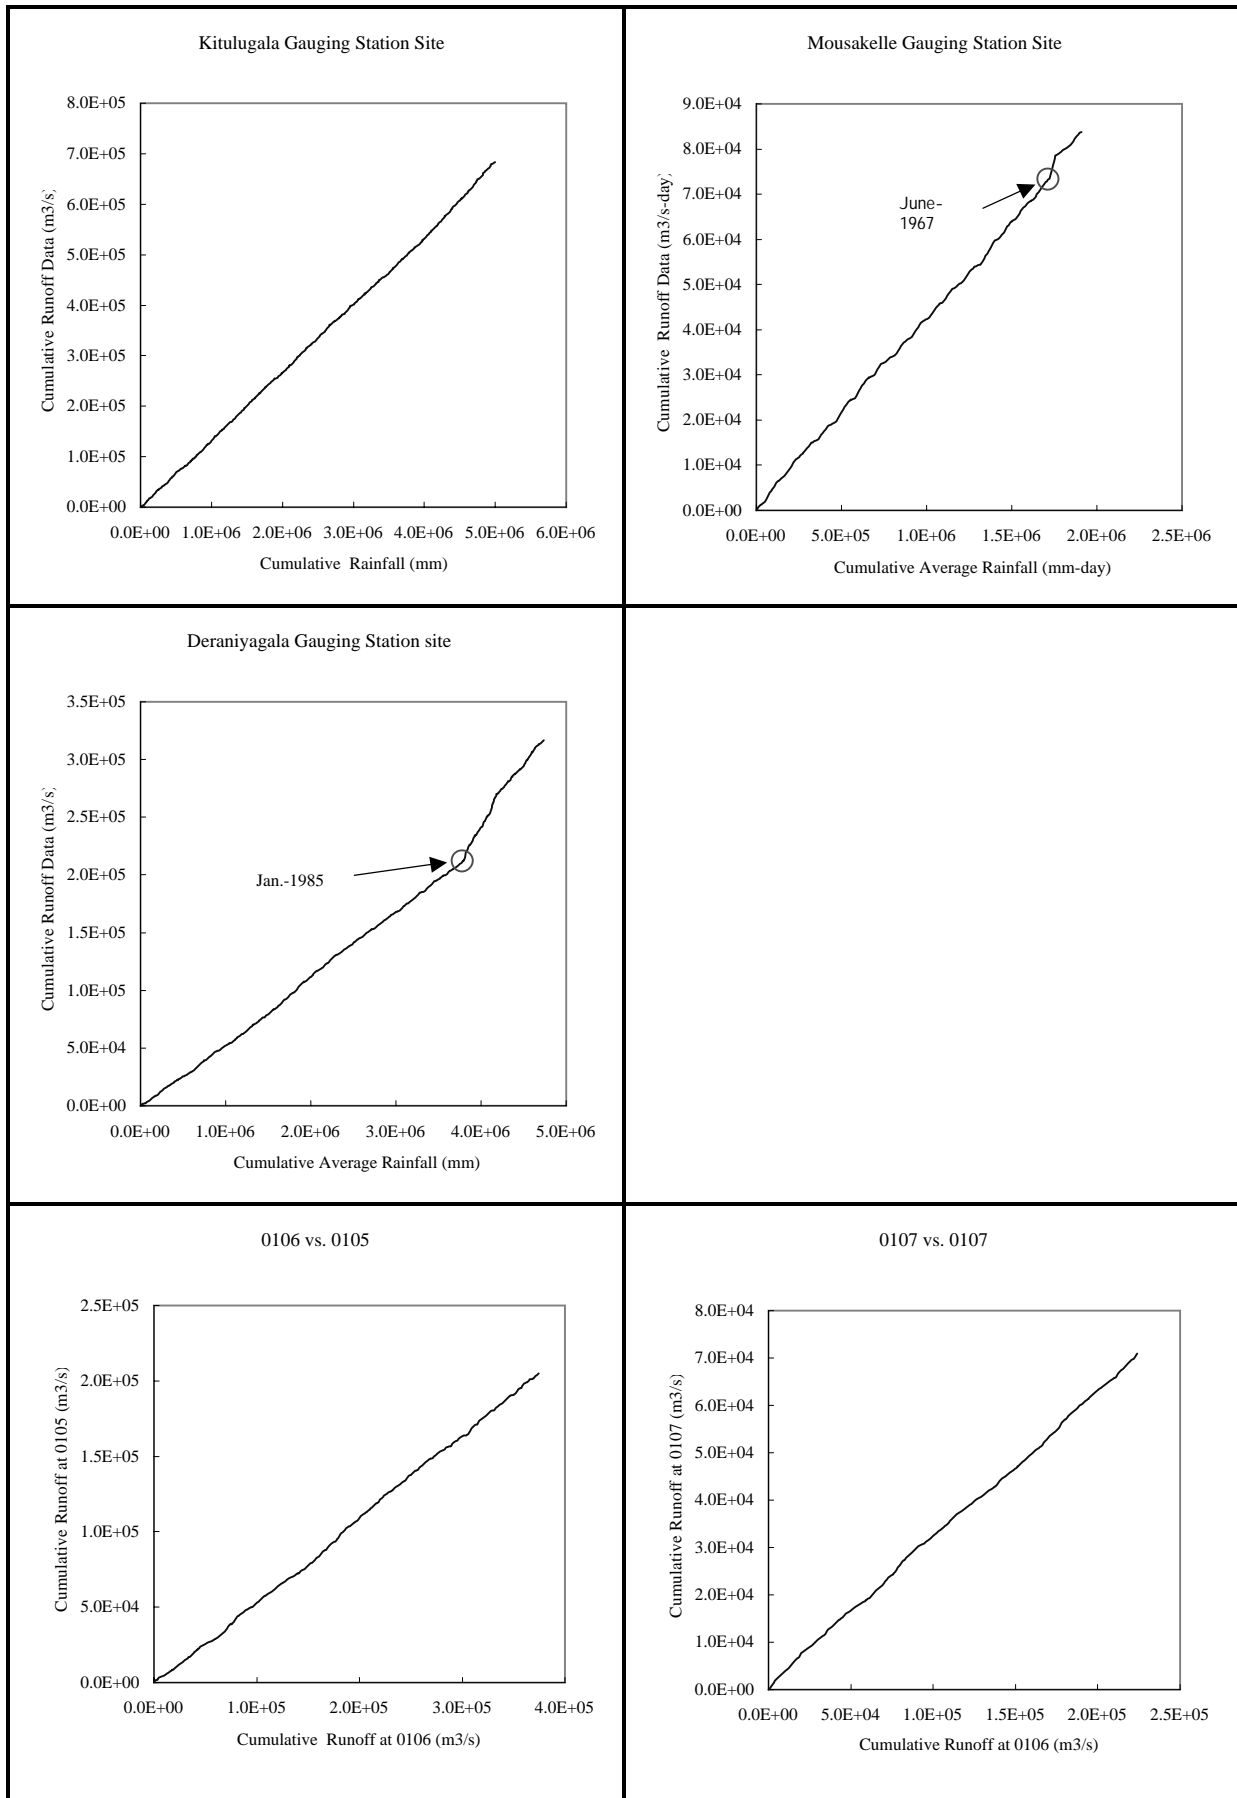 Kitulugala Gauging Station Site
8.0E+05
7.0E+05
6.0E+05
5.0E+05
4.0E+05
3.0E+05
2.0E+05
1.0E+05
0.0E+00
Cumulative Runoff Data (m3/s)
0.0E+00 1.0E+06 2.0E+06 3.0E+06 4.0E+06 5.0E+06 6.0E+06
Cumulative Rainfall (mm)
Mousakelle Gauging Station Site
9.0E+04
8.0E+04
7.0E+04
6.0E+04
5.0E+04
4.0E+04
3.0E+04
2.0E+04
1.0E+04
0.0E+00
Cumulative Runoff Data (m3/s-day)
June-
1967
0.0E+00 5.0E+05 1.0E+06 1.5E+06 2.0E+06 2.5E+06
Cumulative Average Rainfall (mm-day)
Deraniyagala Gauging Station site
3.5E+05
3.0E+05
2.5E+05
2.0E+05
1.5E+05
1.0E+05
5.0E+04
0.0E+00
Cumulative Runoff Data (m3/s)
Jan.-1985
0.0E+00 1.0E+06 2.0E+06 3.0E+06 4.0E+06 5.0E+06
Cumulative Average Rainfall (mm)
0106 vs. 0105
2.5E+05
2.0E+05
1.5E+05
1.0E+05
5.0E+04
0.0E+00
Cumulative Runoff at 0105 (m3/s)
0.0E+00 1.0E+05 2.0E+05 3.0E+05 4.0E+05
Cumulative Runoff at 0106 (m3/s)
0107 vs. 0107
8.0E+04
7.0E+04
6.0E+04
5.0E+04
4.0E+04
3.0E+04
2.0E+04
1.0E+04
0.0E+00
Cumulative Runoff at 0107 (m3/s)
0.0E+00 5.0E+04 1.0E+05 1.5E+05 2.0E+05 2.5E+05
Cumulative Runoff at 0106 (m3/s)